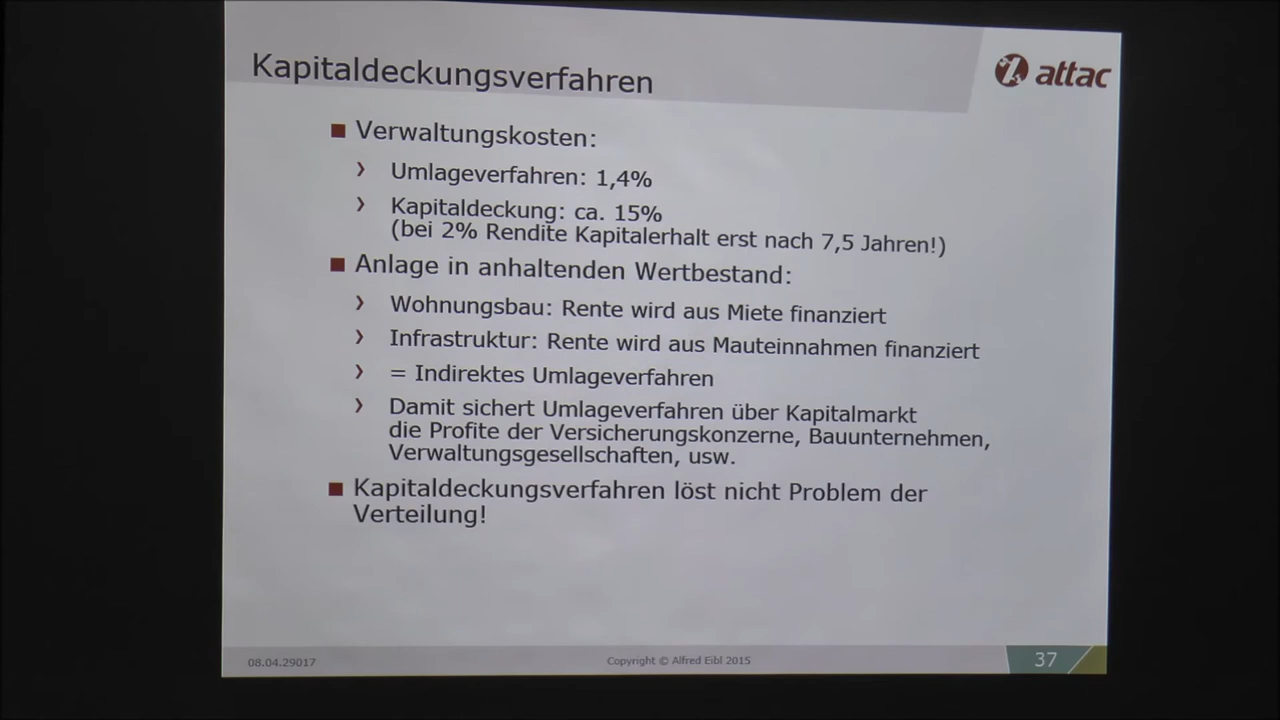 Kapitaldeckungsverfahren
attac
Verwaltungskosten:
Umlageverfahren: 1,4%
Kapitaldeckung: ca. 15%
(bei 2% Rendite Kapitalerhalt erst nach 7,5 Jahren!)
Anlage in anhaltenden Wertbestand:
Wohnungsbau: Rente wird aus Miete finanziert
Infrastruktur: Rente wird aus Mauteinnahmen finanziert
= Indirektes Umlageverfahren
Damit sichert Umlageverfahren über Kapitalmarkt
die Profite der Versicherungskonzerne, Bauunternehmen,
Verwaltungsgesellschaften, usw.
Kapitaldeckungsverfahren löst nicht Problem der
Verteilung!
08.04.29017
Copyright © Alfred Eibl 2015
37